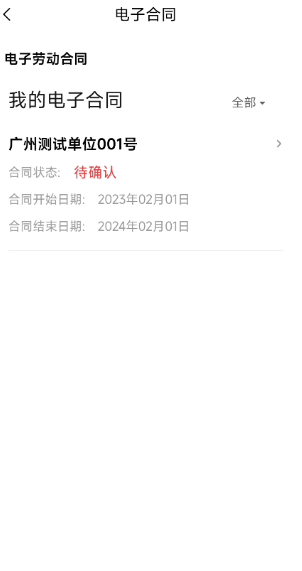 电子合同
电子劳动合同
我的电子合同
全部
广州测试单位001号
合同状态: 待确认
合同开始日期: 2023年02月01日
合同结束日期: 2024年02月01日